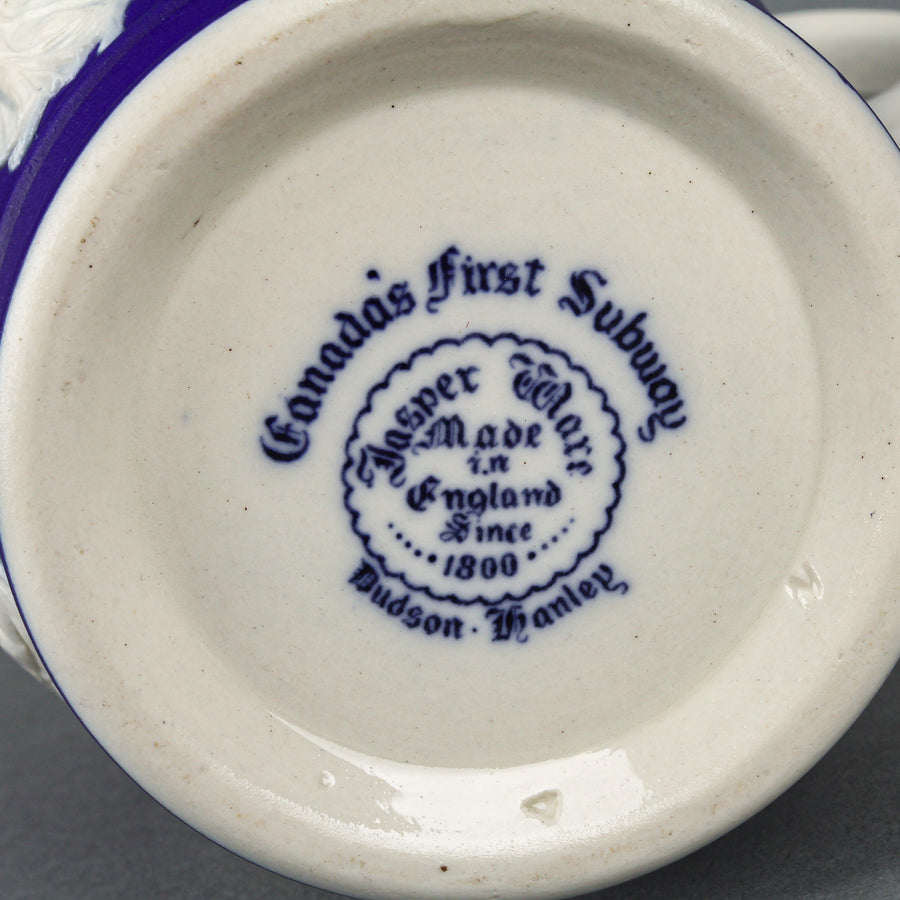 Canada's First Subway
Jasper Ware
Made
in
England
Since
1800
Dudson · Hanley
N